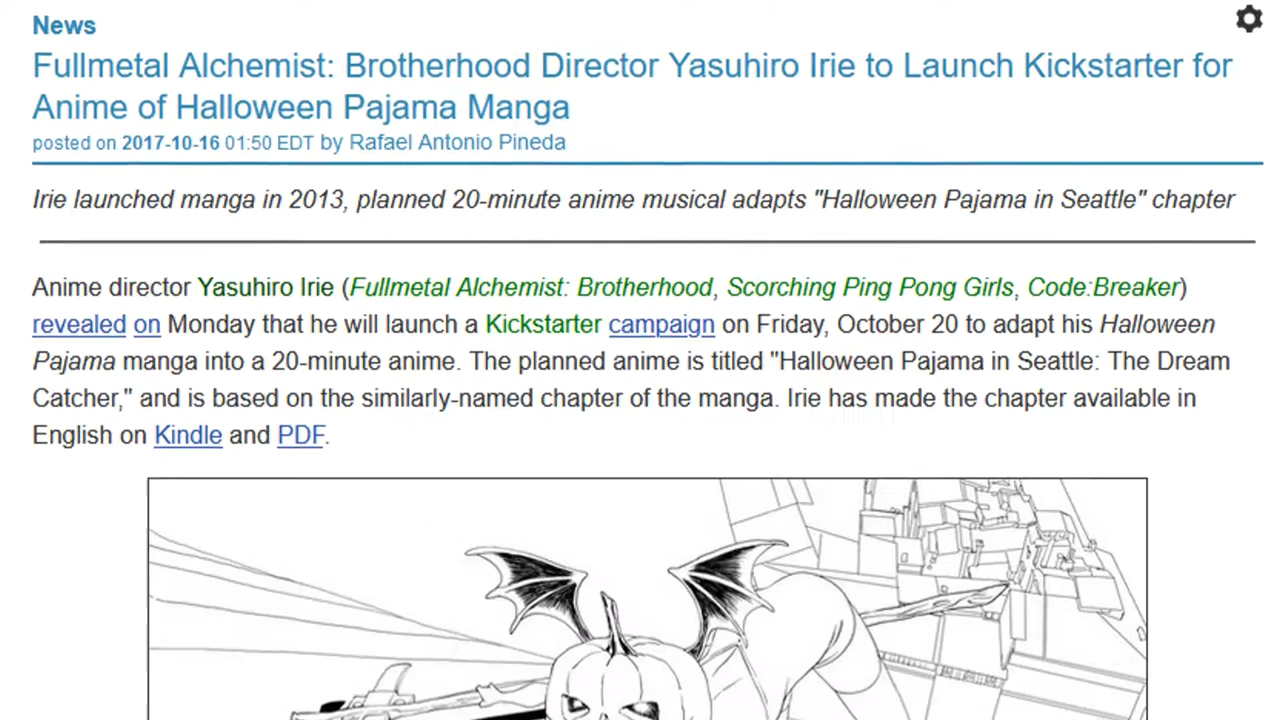 News
Fullmetal Alchemist: Brotherhood Director Yasuhiro Irie to Launch Kickstarter for
Anime of Halloween Pajama Manga
posted on 2017-10-16 01:50 EDT by Rafael Antonio Pineda
Irie launched manga in 2013, planned 20-minute anime musical adapts "Halloween Pajama in Seattle" chapter
Anime director Yasuhiro Irie (Fullmetal Alchemist: Brotherhood, Scorching Ping Pong Girls, Code:Breaker)
revealed on Monday that he will launch a Kickstarter campaign on Friday, October 20 to adapt his Halloween
Pajama manga into a 20-minute anime. The planned anime is titled "Halloween Pajama in Seattle: The Dream
Catcher," and is based on the similarly-named chapter of the manga. Irie has made the chapter available in
English on Kindle and PDF.